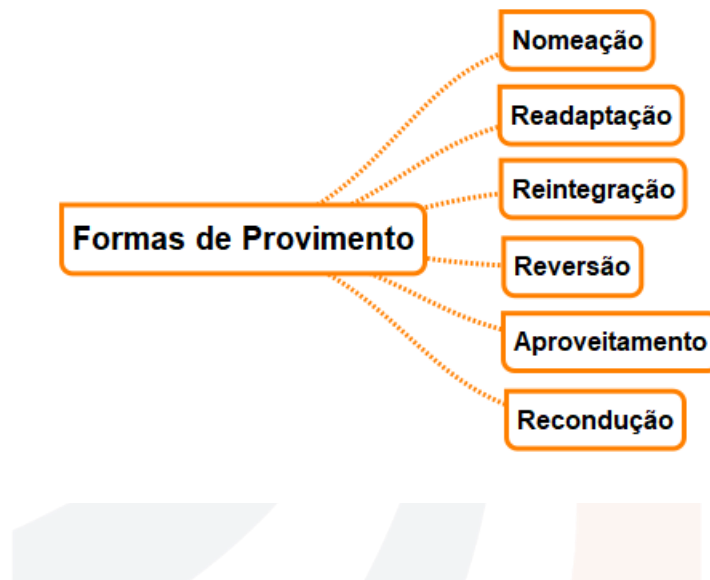 Formas de Provimento
Nomeação
Readaptação
Reintegração
Reversão
Aproveitamento
Recondução